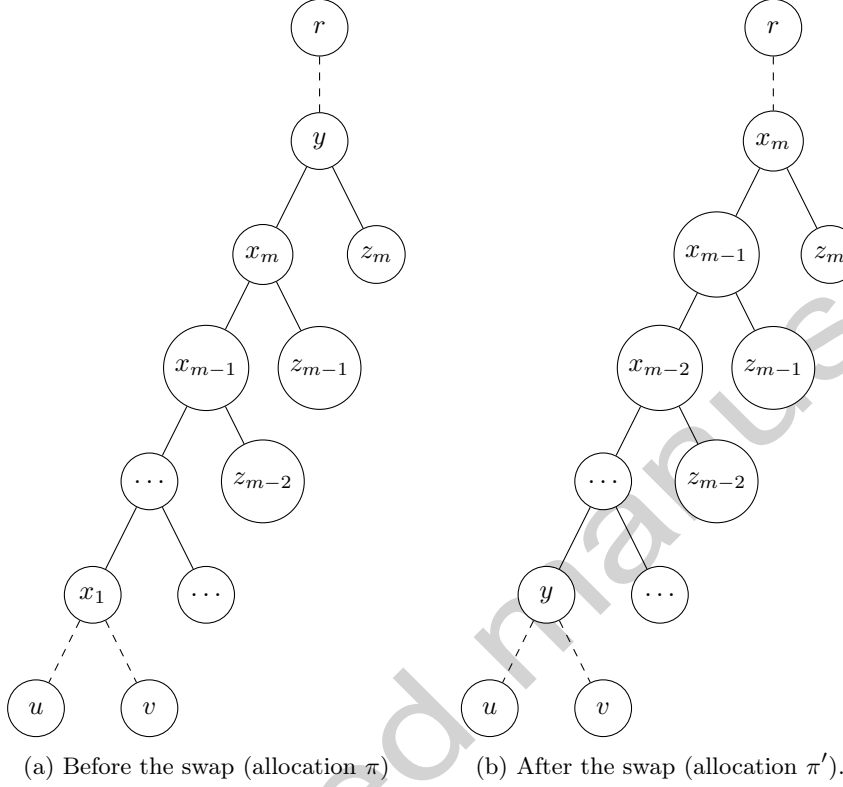 r
r
y
x_m
x_m
z_m
x_{m-1}
z_m
x_{m-1}
z_{m-1}
x_{m-2}
z_{m-1}
...
z_{m-2}
...
z_{m-2}
x_1
...
y
...
u
v
u
v
(a) Before the swap (allocation π)
(b) After the swap (allocation π′).